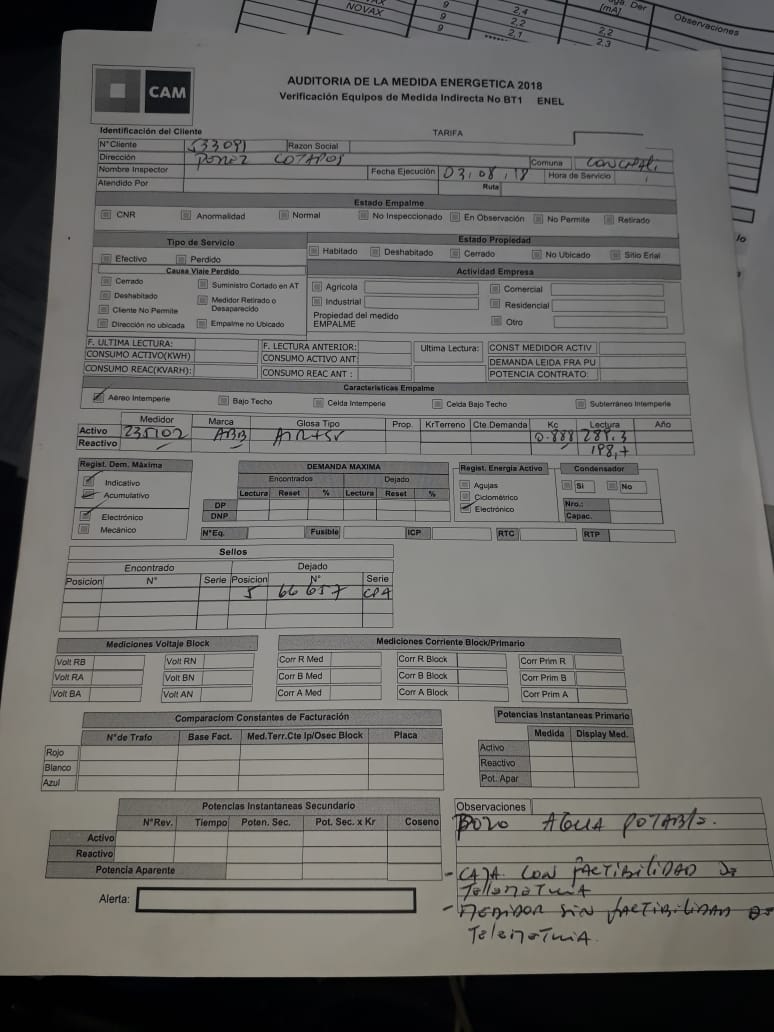 NOVAX
9 2,4
9 2,2 2,2
9 2,1 2,3
(mA)
Observaciones
CAM
AUDITORIA DE LA MEDIDA ENERGETICA 2018
Verificación Equipos de Medida Indirecta No BT1 ENEL
Identificación del Cliente TARIFA
N°Cliente 533091 Razon Social
Dirección COTAPOS Comuna CONCHALI
Nombre Inspector Fecha Ejecución 03,08,18 Hora de Servicio
Atendido Por Ruta
Estado Empalme
CNR Anormalidad Normal No Inspeccionado En Observación No Permite Retirado
Tipo de Servicio Estado Propiedad
Efectivo Perdido Habitado Deshabitado Cerrado No Ubicado Sitio Erial
Causa Viaje Perdido Actividad Empresa
Cerrado Suministro Cortado en AT Agricola Comercial
Deshabitado Medidor Retirado o Desaparecido Industrial Residencial
Cliente No Permite Propiedad del medido
Dirección no ubicada Empalme no Ubicado EMPALME Otro
F. ULTIMA LECTURA: F. LECTURA ANTERIOR: Ultima Lectura: CONST MEDIDOR ACTIV
CONSUMO ACTIVO(KWH) CONSUMO ACTIVO ANT: DEMANDA LEIDA FRA PU
CONSUMO REAC(KVARH): CONSUMO REAC ANT : POTENCIA CONTRATO:
Caracteristicas Empalme
Aéreo Intemperie Bajo Techo Celda Intemperie Celda Bajo Techo Subterráneo Intemperie
Medidor Marca Glosa Tipo Prop. KrTerreno Cte.Demanda Kc Lectura Año
Activo 235102 ABB 0.888 289.3
Reactivo 198,7
Regist. Dem. Máxima DEMANDA MAXIMA Regist. Energia Activo Condensador
Indicativo Encontrados Dejado Agujas Si No
Acumulativo Lectura Reset % Lectura Reset % Ciclométrico Nro.:
Electrónico DP Electrónico Capac.
Mecánico DNP
N°Eq. Fusible ICP RTC RTP
Sellos
Encontrado Dejado
Posicion N° Serie Posicion N° Serie
5 66657 CPA
Mediciones Voltaje Block Mediciones Corriente Block/Primario
Volt RB Volt RN Corr R Med Corr R Block Corr Prim R
Volt RA Volt BN Corr B Med Corr B Block Corr Prim B
Volt BA Volt AN Corr A Med Corr A Block Corr Prim A
Comparaciom Constantes de Facturación Potencias Instantaneas Primario
N°de Trafo Base Fact. Med.Terr.Cte Ip/Osec Block Placa Medida Display Med.
Rojo Activo
Blanco Reactivo
Azul Pot. Apar
Potencias Instantaneas Secundario Observaciones
N°Rev. Tiempo Poten. Sec. Pot. Sec. x Kr Coseno
Activo
Reactivo
Potencia Aparente
Alerta:
POZO AGUA POTABLE.
- CAJA CON FACTIBILIDAD DE
TELEMETRIA
- MEDIDOR SIN FACTIBILIDAD DE
TELEMETRIA.